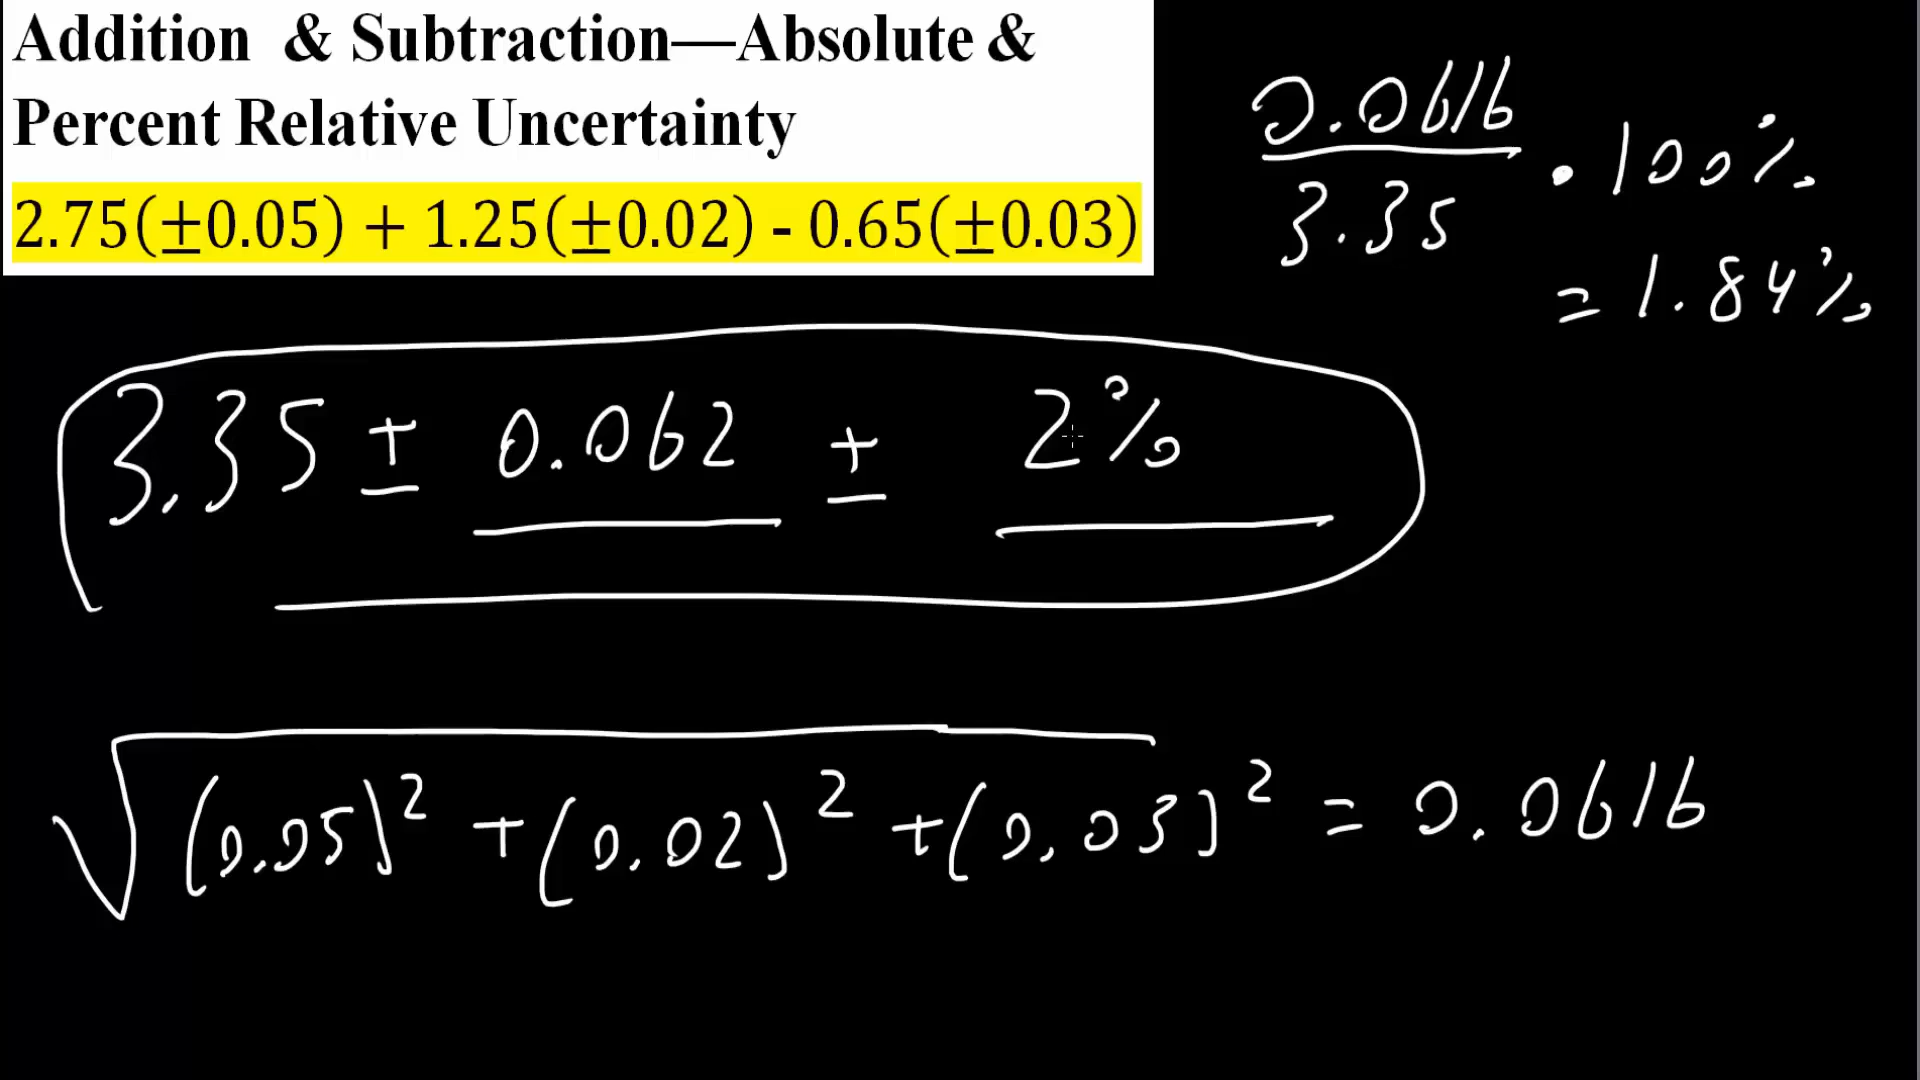 Addition & Subtraction—Absolute &
Percent Relative Uncertainty
2.75(±0.05) + 1.25(±0.02) - 0.65(±0.03)
0.0616
3.35
· 100%
= 1.84%
3.35 ± 0.062 ± 2%
√(0.05)² + (0.02)² + (0.03)² = 0.0616